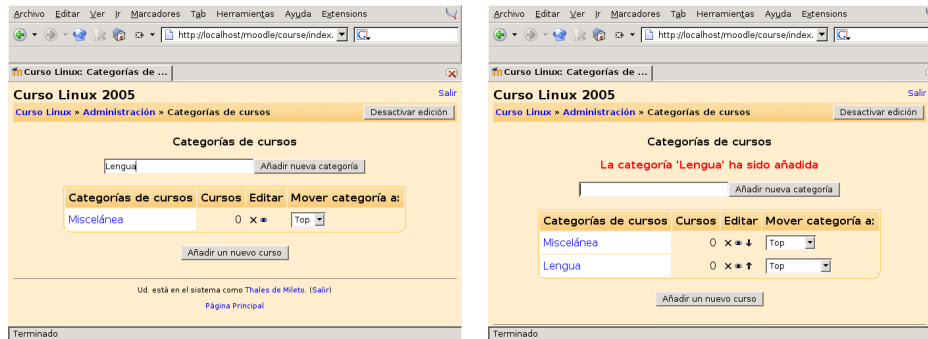 Archivo Editar Ver Ir Marcadores Tab Herramientas Ayuda Extensions
http://localhost/moodle/course/index.
Curso Linux: Categorías de ...
Curso Linux 2005
Salir
Curso Linux » Administración » Categorías de cursos
Desactivar edición
Categorías de cursos
Lengua
Añadir nueva categoría
Categorías de cursos Cursos Editar Mover categoría a:
Miscelánea 0 Top
Añadir un nuevo curso
Ud. está en el sistema como Thales de Mileto. (Salir)
Página Principal
Terminado
Archivo Editar Ver Ir Marcadores Tab Herramientas Ayuda Extensions
http://localhost/moodle/course/index.
Curso Linux: Categorías de ...
Curso Linux 2005
Salir
Curso Linux » Administración » Categorías de cursos
Desactivar edición
Categorías de cursos
La categoría 'Lengua' ha sido añadida
Añadir nueva categoría
Categorías de cursos Cursos Editar Mover categoría a:
Miscelánea 0 Top
Lengua 0 Top
Añadir un nuevo curso
Terminado